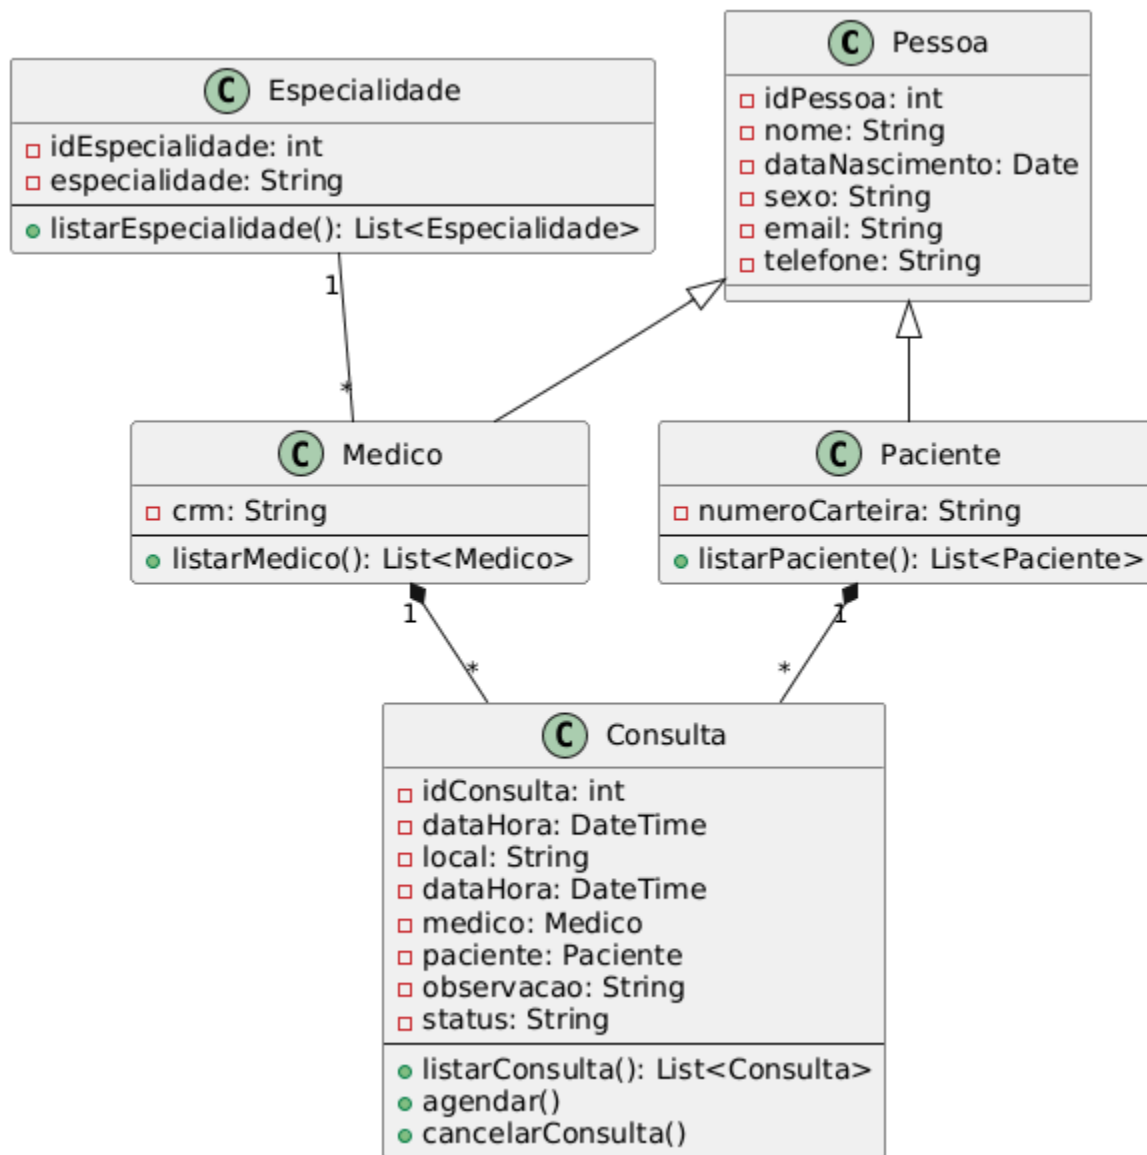 C Especialidade
idEspecialidade: int
especialidade: String
listarEspecialidade(): List<Especialidade>
C Pessoa
idPessoa: int
nome: String
dataNascimento: Date
sexo: String
email: String
telefone: String
1
*
C Medico
crm: String
listarMedico(): List<Medico>
C Paciente
numeroCarteira: String
listarPaciente(): List<Paciente>
1
*
1
*
C Consulta
idConsulta: int
dataHora: DateTime
local: String
dataHora: DateTime
medico: Medico
paciente: Paciente
observacao: String
status: String
listarConsulta(): List<Consulta>
agendar()
cancelarConsulta()